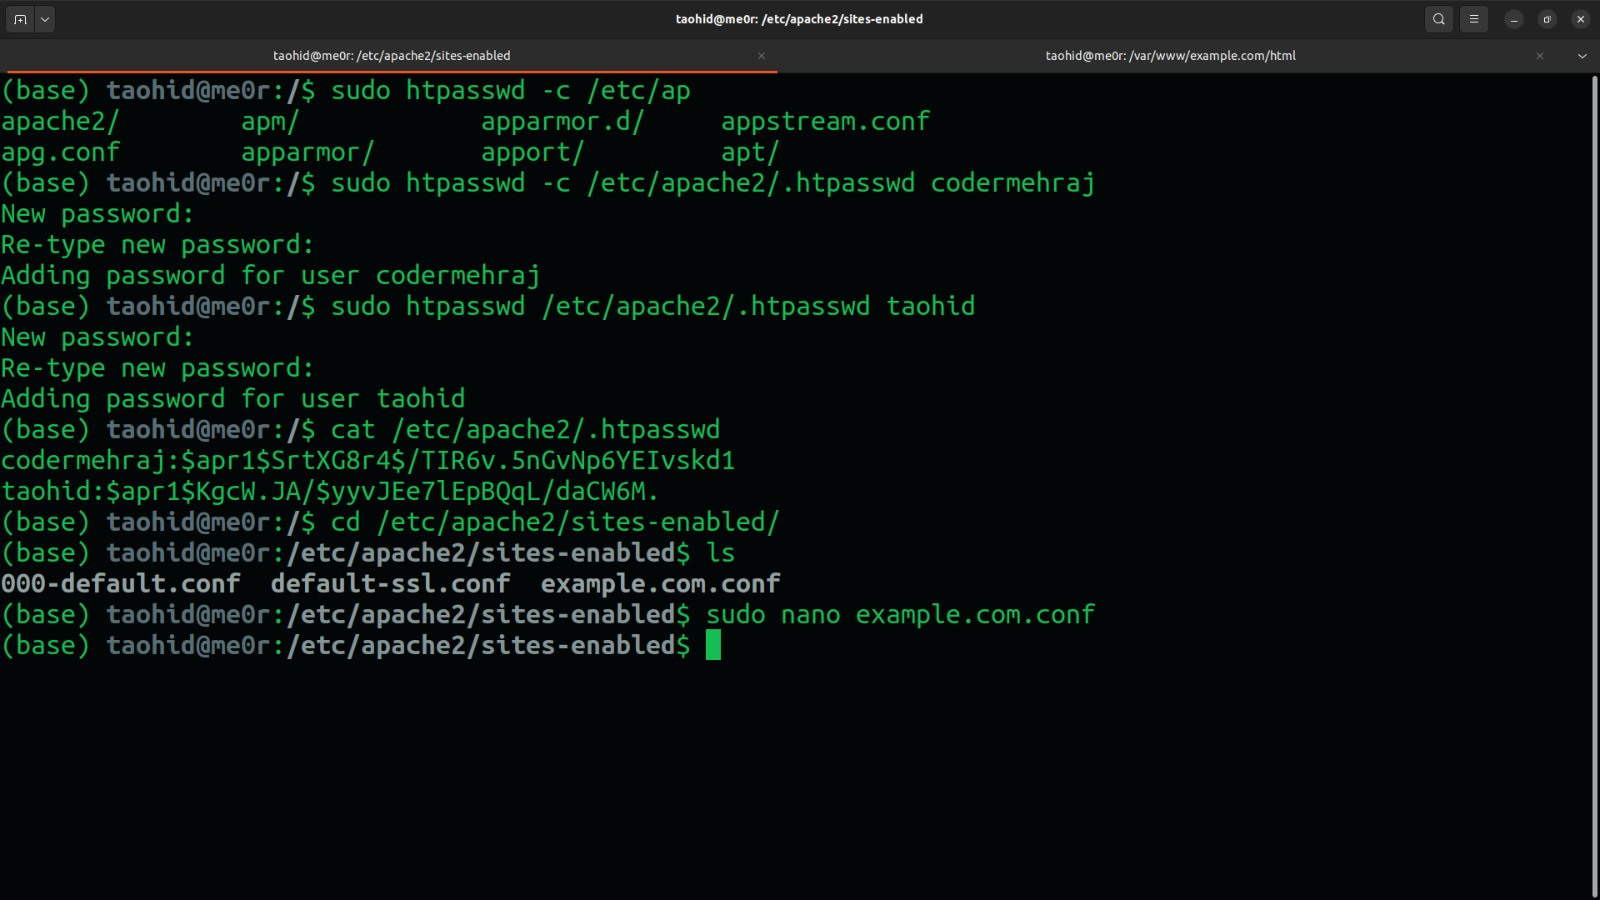 taohid@me0r: /etc/apache2/sites-enabled
taohid@me0r: /etc/apache2/sites-enabled
taohid@me0r: /var/www/example.com/html
(base) taohid@me0r:/$ sudo htpasswd -c /etc/ap
apache2/ apm/ apparmor.d/ appstream.conf
apg.conf apparmor/ apport/ apt/
(base) taohid@me0r:/$ sudo htpasswd -c /etc/apache2/.htpasswd codermehraj
New password:
Re-type new password:
Adding password for user codermehraj
(base) taohid@me0r:/$ sudo htpasswd /etc/apache2/.htpasswd taohid
New password:
Re-type new password:
Adding password for user taohid
(base) taohid@me0r:/$ cat /etc/apache2/.htpasswd
codermehraj:$apr1$SrtXG8r4$/TIR6v.5nGvNp6YEIvskd1
taohid:$apr1$KgcW.JA/$yyvJEe7lEpBQqL/daCW6M.
(base) taohid@me0r:/$ cd /etc/apache2/sites-enabled/
(base) taohid@me0r:/etc/apache2/sites-enabled$ ls
000-default.conf default-ssl.conf example.com.conf
(base) taohid@me0r:/etc/apache2/sites-enabled$ sudo nano example.com.conf
(base) taohid@me0r:/etc/apache2/sites-enabled$